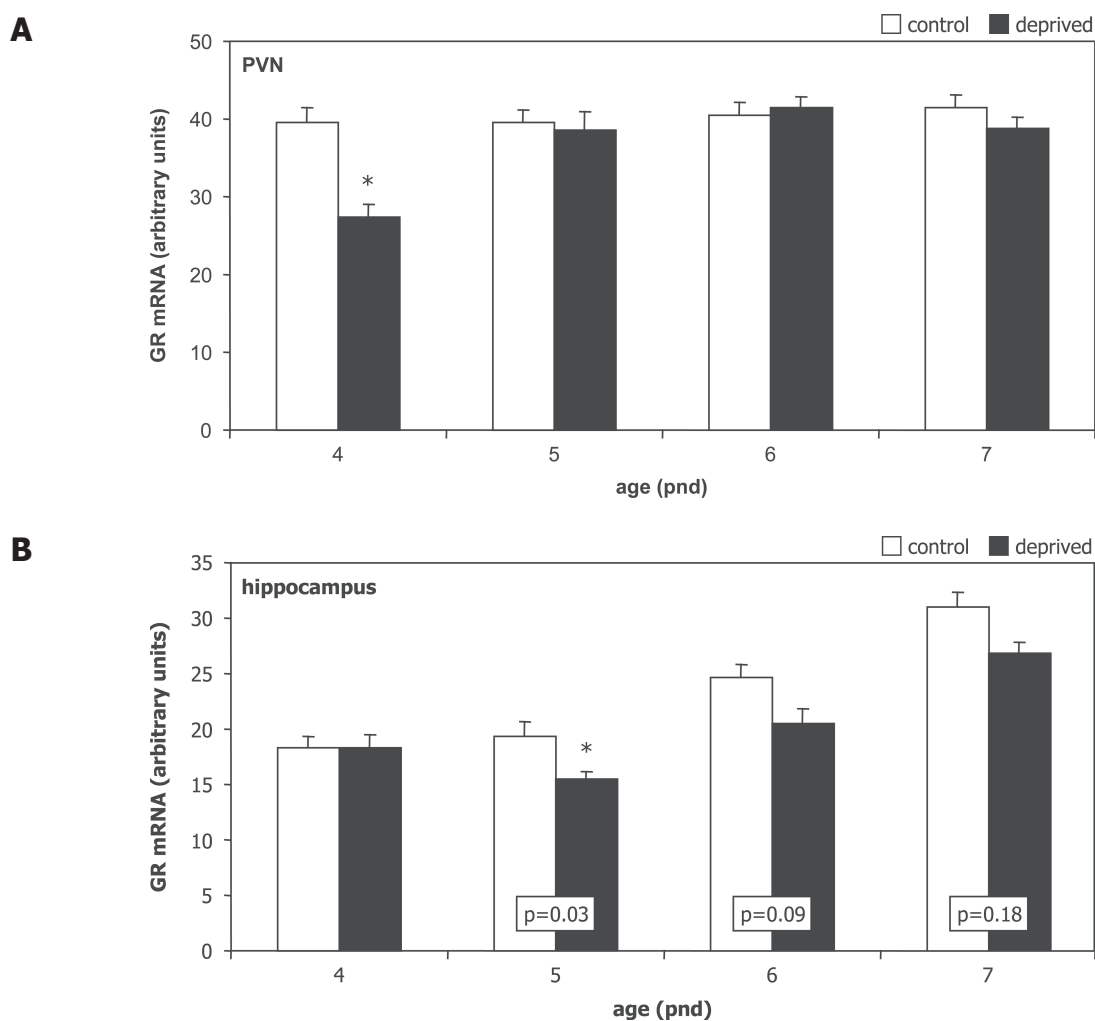 A
control deprived
PVN
50
40
30
20
10
0
GR mRNA (arbitrary units)
*
4 5 6 7
age (pnd)
B
control deprived
hippocampus
35
30
25
20
15
10
5
0
GR mRNA (arbitrary units)
*
p=0.03 p=0.09 p=0.18
4 5 6 7
age (pnd)